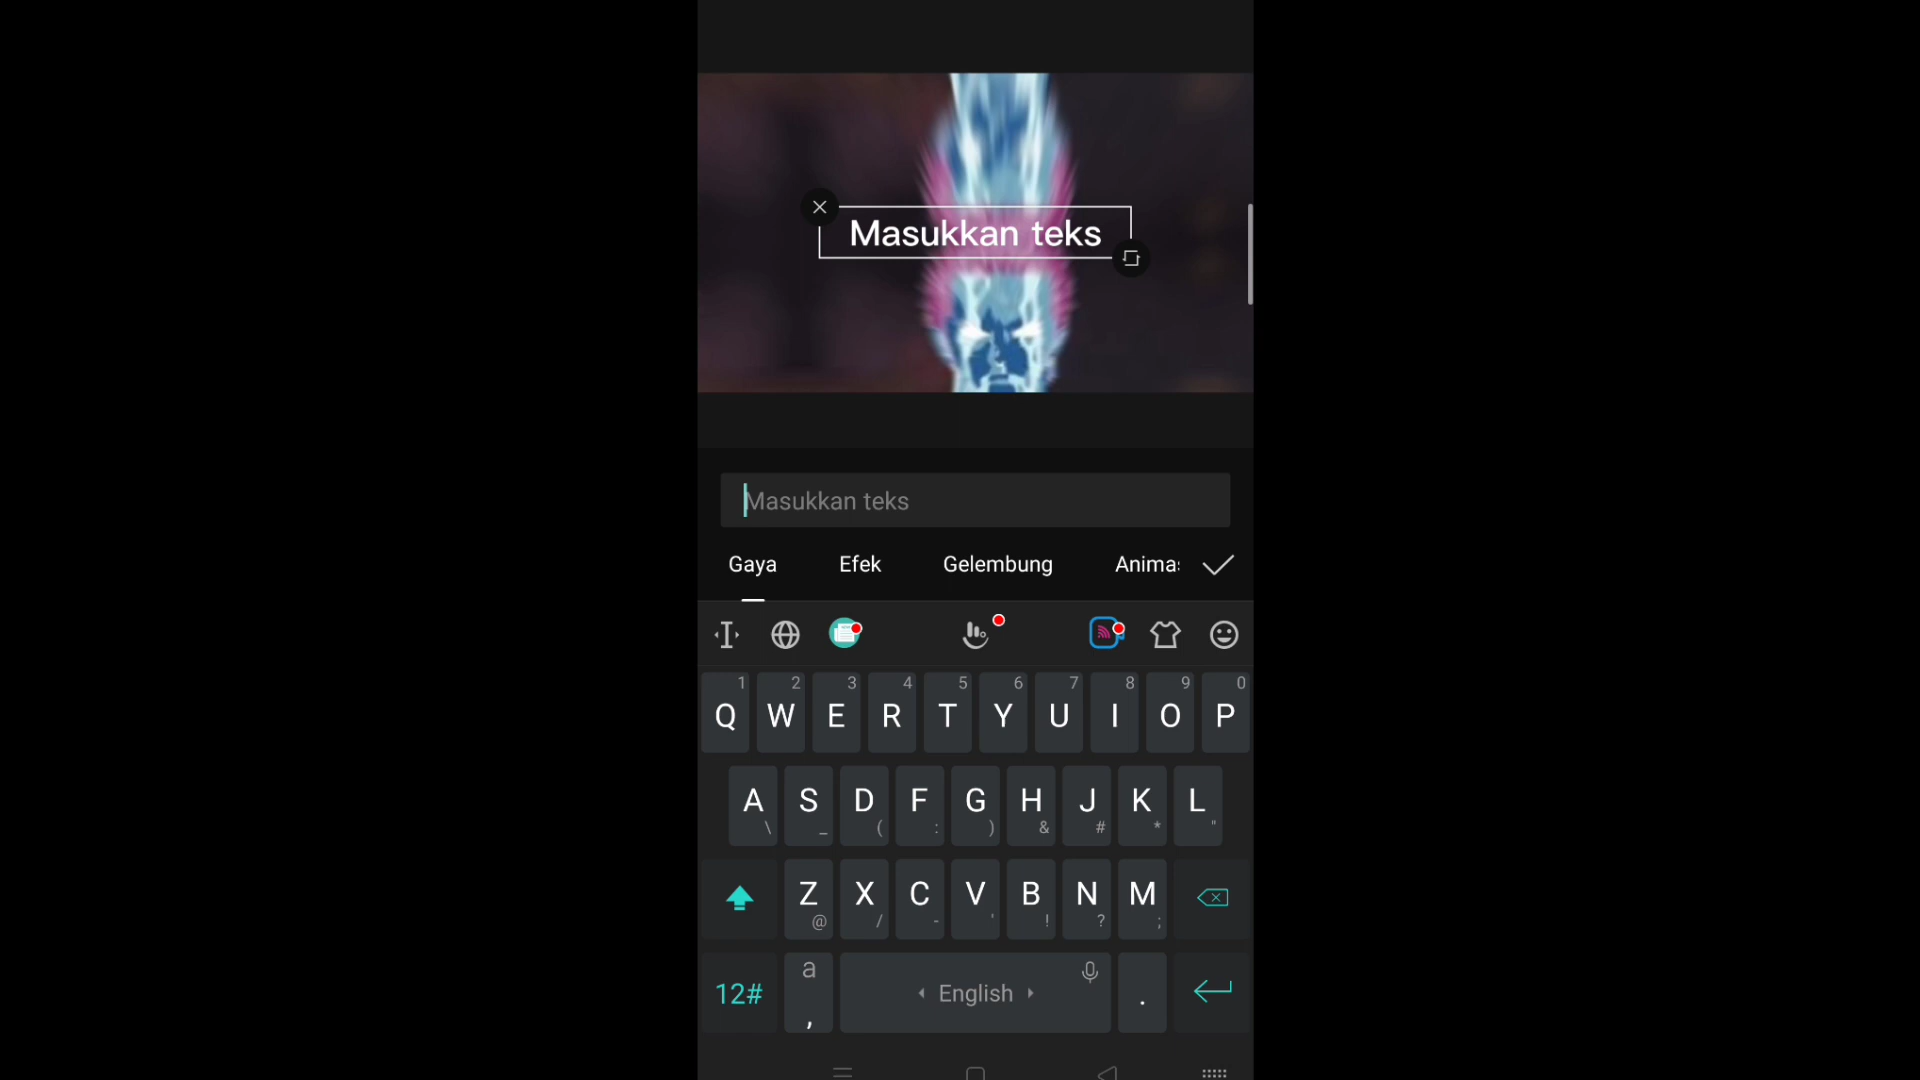 Masukkan teks
Masukkan teks
Gaya Efek Gelembung Animas
1 2 3 4 5 6 7 8 9 0
Q W E R T Y U I O P
A S D F G H J K L
\ _ ( : ) & # * "
Z X C V B N M
@ / - ' ! ? ;
a
12# , English .